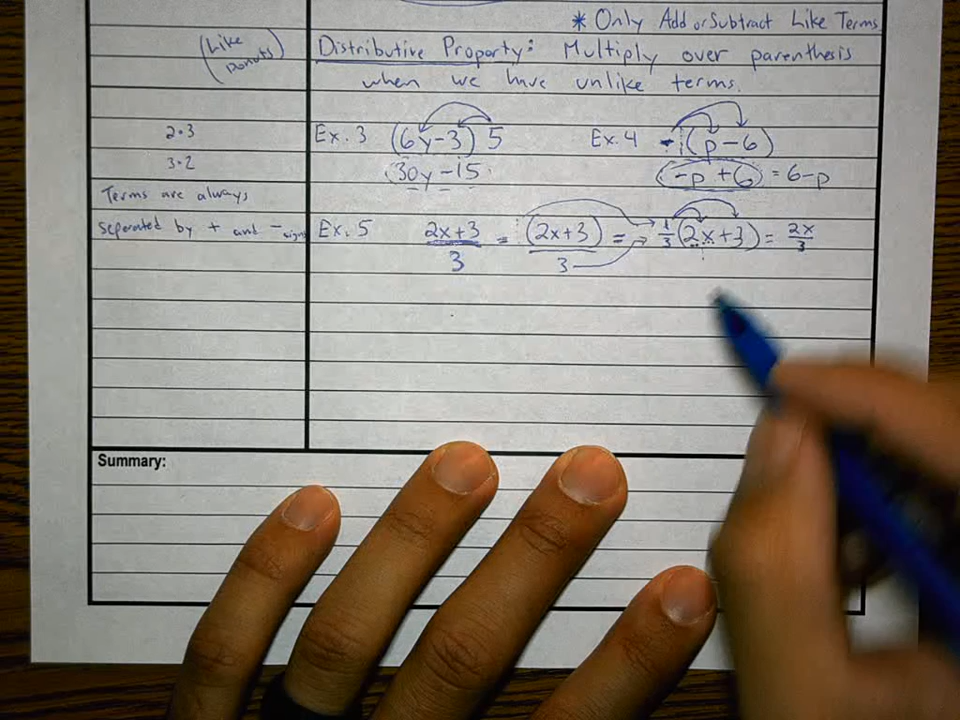 * Only Add or Subtract Like Terms
(Like Donuts)
Distributive Property: Multiply over parenthesis
when we have unlike terms.
2·3
3·2
Ex. 3 (6y-3) 5
30y-15
Ex. 4 -1(p-6)
-p+6 = 6-p
Terms are always
separated by + and - signs
Ex. 5 2x+3/3 = (2x+3)/3 = 1/3(2x+3) = 2x/3
Summary: